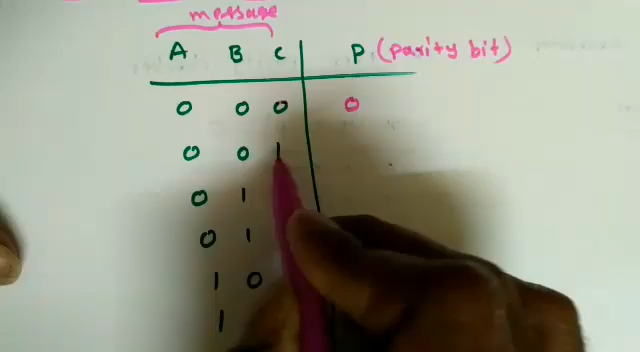 message
A B C P (parity bit)
0 0 0 0
0 0 1
0 1
0 1
1 0
1